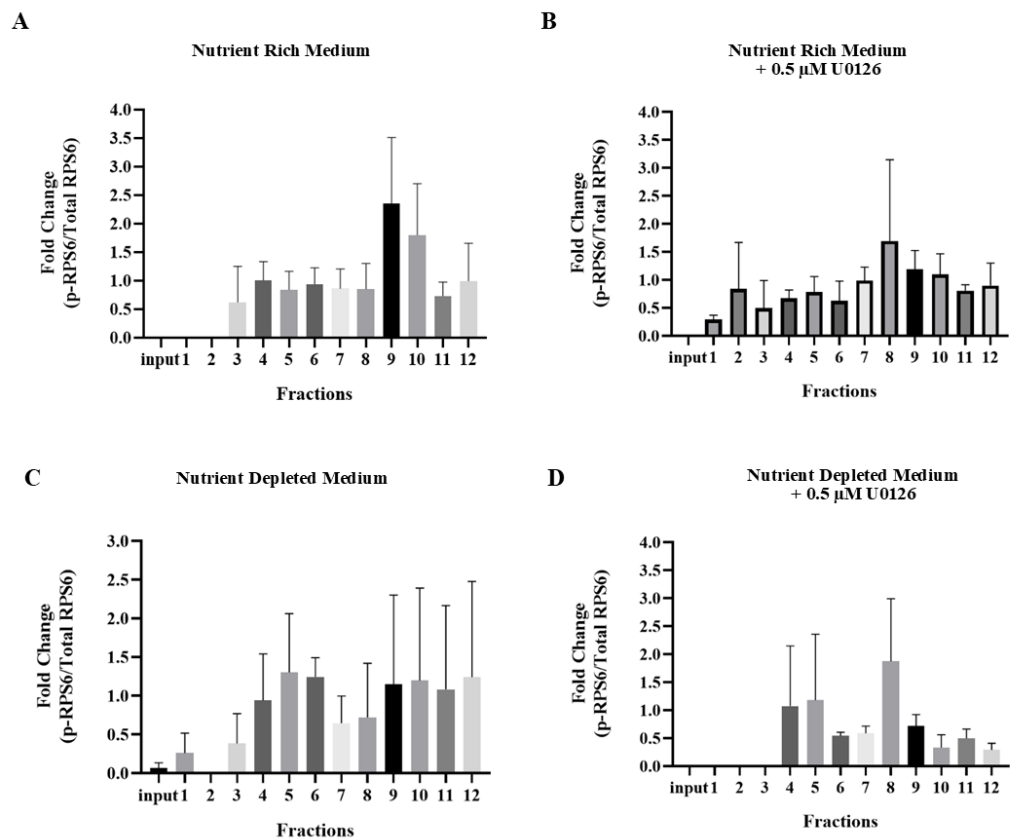 A
Nutrient Rich Medium
Fold Change
(p-RPS6/Total RPS6)
4.0
3.5
3.0
2.5
2.0
1.5
1.0
0.5
0.0
input 1 2 3 4 5 6 7 8 9 10 11 12
Fractions
B
Nutrient Rich Medium
+ 0.5 µM U0126
Fold Change
(p-RPS6/Total RPS6)
4.0
3.5
3.0
2.5
2.0
1.5
1.0
0.5
0.0
input 1 2 3 4 5 6 7 8 9 10 11 12
Fractions
C
Nutrient Depleted Medium
Fold Change
(p-RPS6/Total RPS6)
3.0
2.5
2.0
1.5
1.0
0.5
0.0
input 1 2 3 4 5 6 7 8 9 10 11 12
Fractions
D
Nutrient Depleted Medium
+ 0.5 µM U0126
Fold Change
(p-RPS6/Total RPS6)
4.0
3.5
3.0
2.5
2.0
1.5
1.0
0.5
0.0
input 1 2 3 4 5 6 7 8 9 10 11 12
Fractions